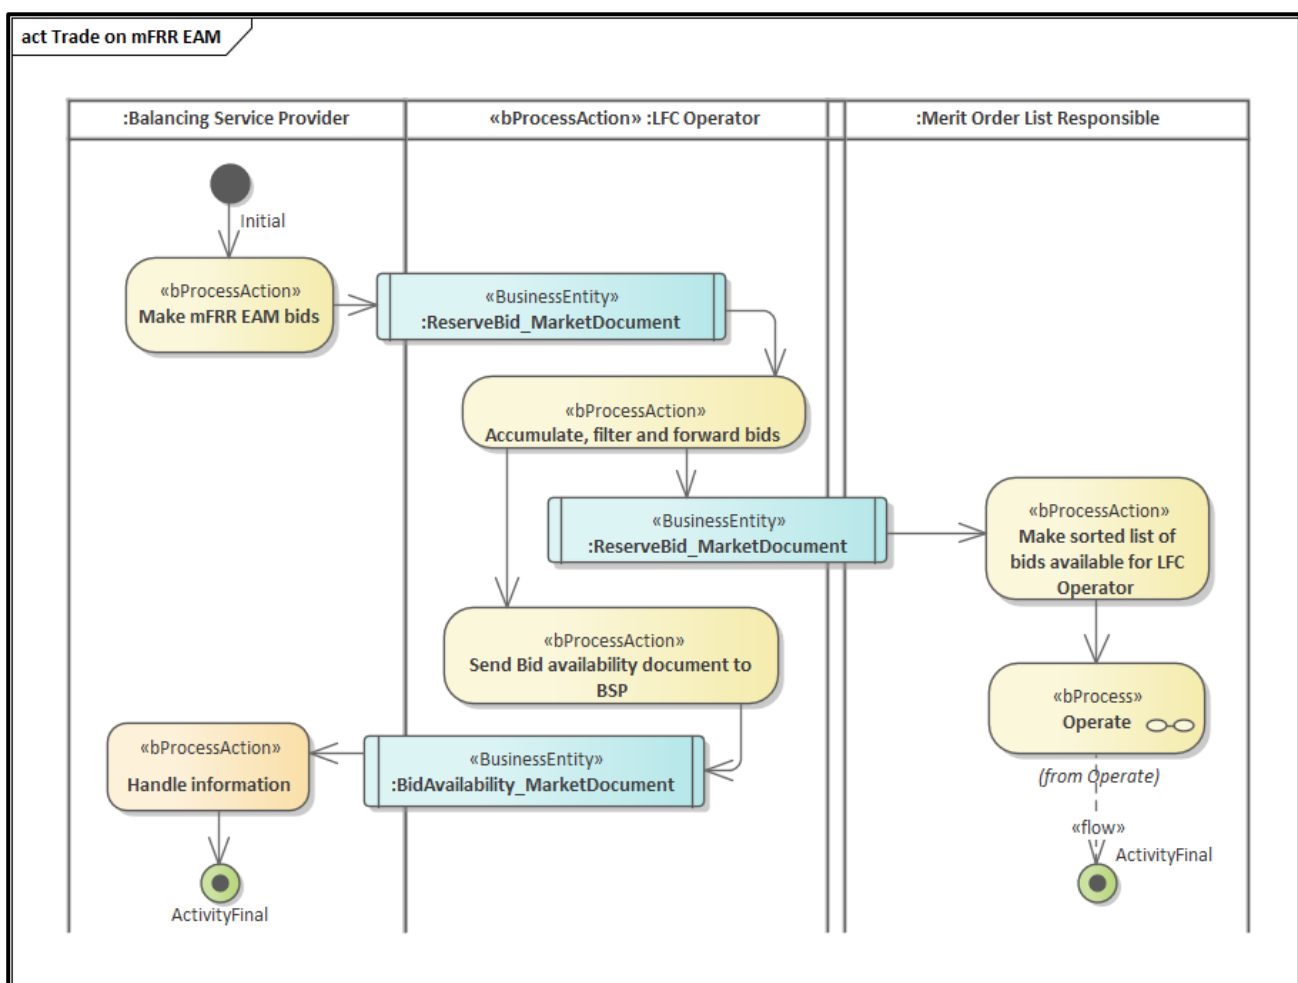 act Trade on mFRR EAM
:Balancing Service Provider
«bProcessAction» :LFC Operator
:Merit Order List Responsible
Initial
«bProcessAction»
Make mFRR EAM bids
«BusinessEntity»
:ReserveBid_MarketDocument
«bProcessAction»
Accumulate, filter and forward bids
«BusinessEntity»
:ReserveBid_MarketDocument
«bProcessAction»
Make sorted list of
bids available for LFC
Operator
«bProcessAction»
Send Bid availability document to
BSP
«bProcess»
Operate
(from Operate)
«bProcessAction»
Handle information
«BusinessEntity»
:BidAvailability_MarketDocument
«flow»
ActivityFinal
ActivityFinal